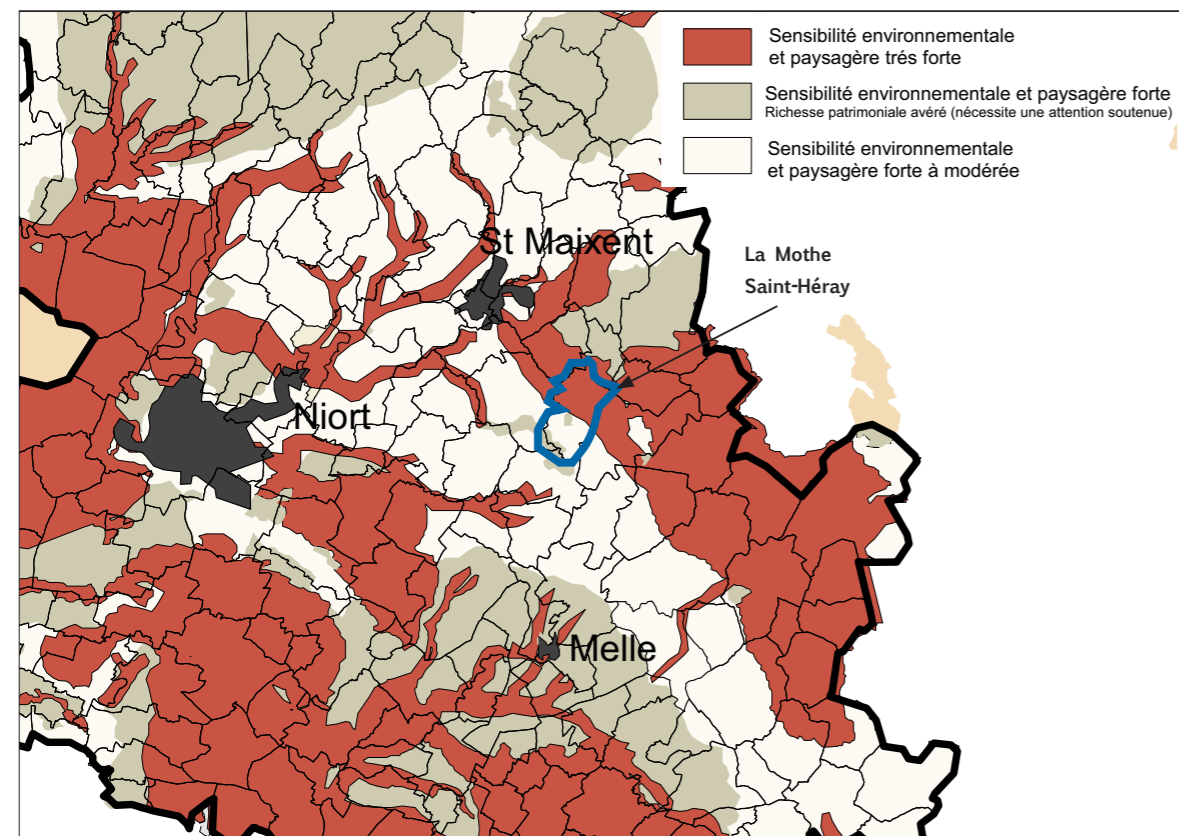 Sensibilité environnementale
et paysagère trés forte
Sensibilité environnementale et paysagère forte
Richesse patrimoniale avéré (nécessite une attention soutenue)
Sensibilité environnementale
et paysagère forte à modérée
St Maixent
La Mothe
Saint-Héray
Niort
Melle